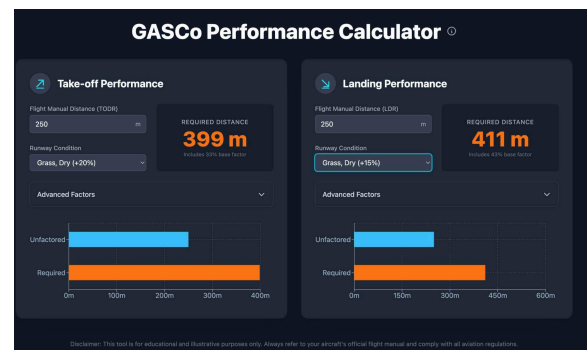 GASCo Performance Calculator
Take-off Performance
Flight Manual Distance (TODR)
250 m
Runway Condition
Grass, Dry (+20%)
REQUIRED DISTANCE
399 m
Includes 33% base factor
Advanced Factors
Unfactored
Required
0m 100m 200m 300m 400m
Landing Performance
Flight Manual Distance (LDR)
250 m
Runway Condition
Grass, Dry (+15%)
REQUIRED DISTANCE
411 m
Includes 43% base factor
Advanced Factors
Unfactored
Required
0m 150m 300m 450m 600m
Disclaimer: This tool is for educational and illustrative purposes only. Always refer to your aircraft's official flight manual and comply with all aviation regulations.